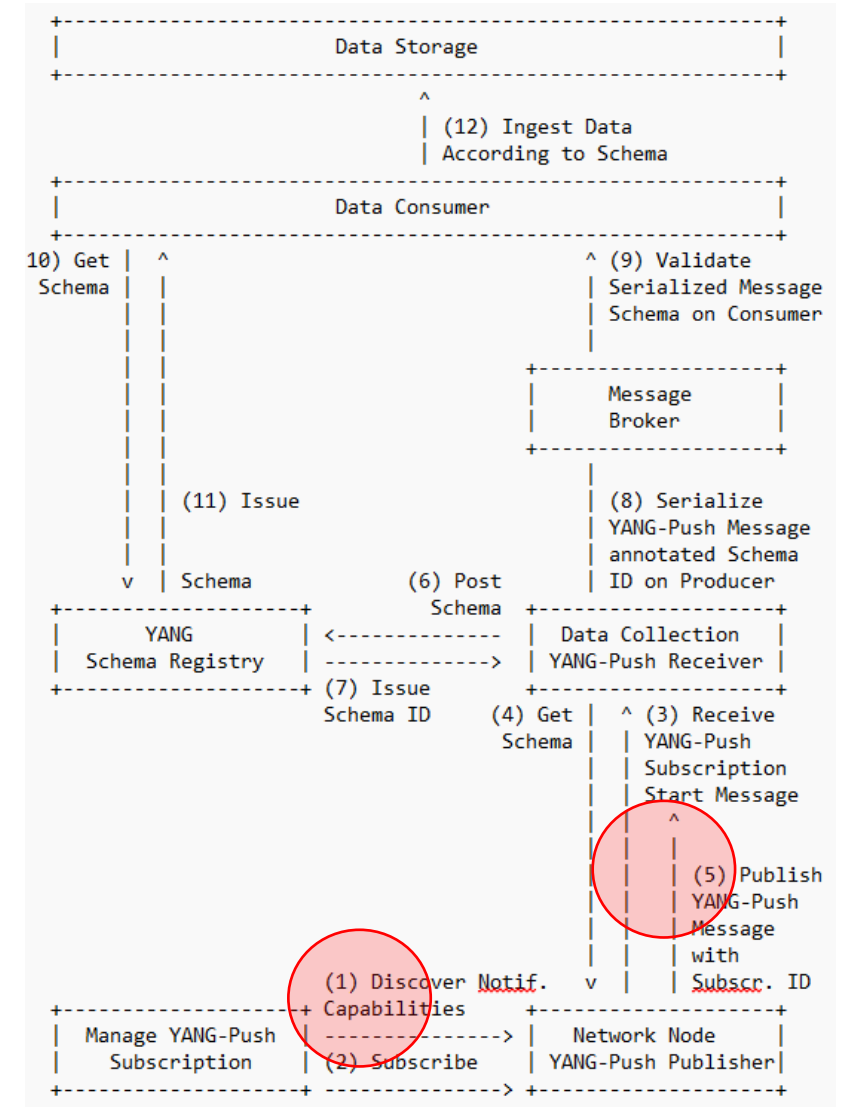 Data Storage
(12) Ingest Data
According to Schema
Data Consumer
10) Get
Schema
(9) Validate
Serialized Message
Schema on Consumer
Message
Broker
(11) Issue
Schema
(8) Serialize
YANG-Push Message
annotated Schema
ID on Producer
(6) Post
Schema
YANG
Schema Registry
Data Collection
YANG-Push Receiver
(7) Issue
Schema ID
(4) Get
Schema
(3) Receive
YANG-Push
Subscription
Start Message
(5) Publish
YANG-Push
Message
with
Subscr. ID
(1) Discover Notif.
Capabilities
Manage YANG-Push
Subscription
(2) Subscribe
Network Node
YANG-Push Publisher